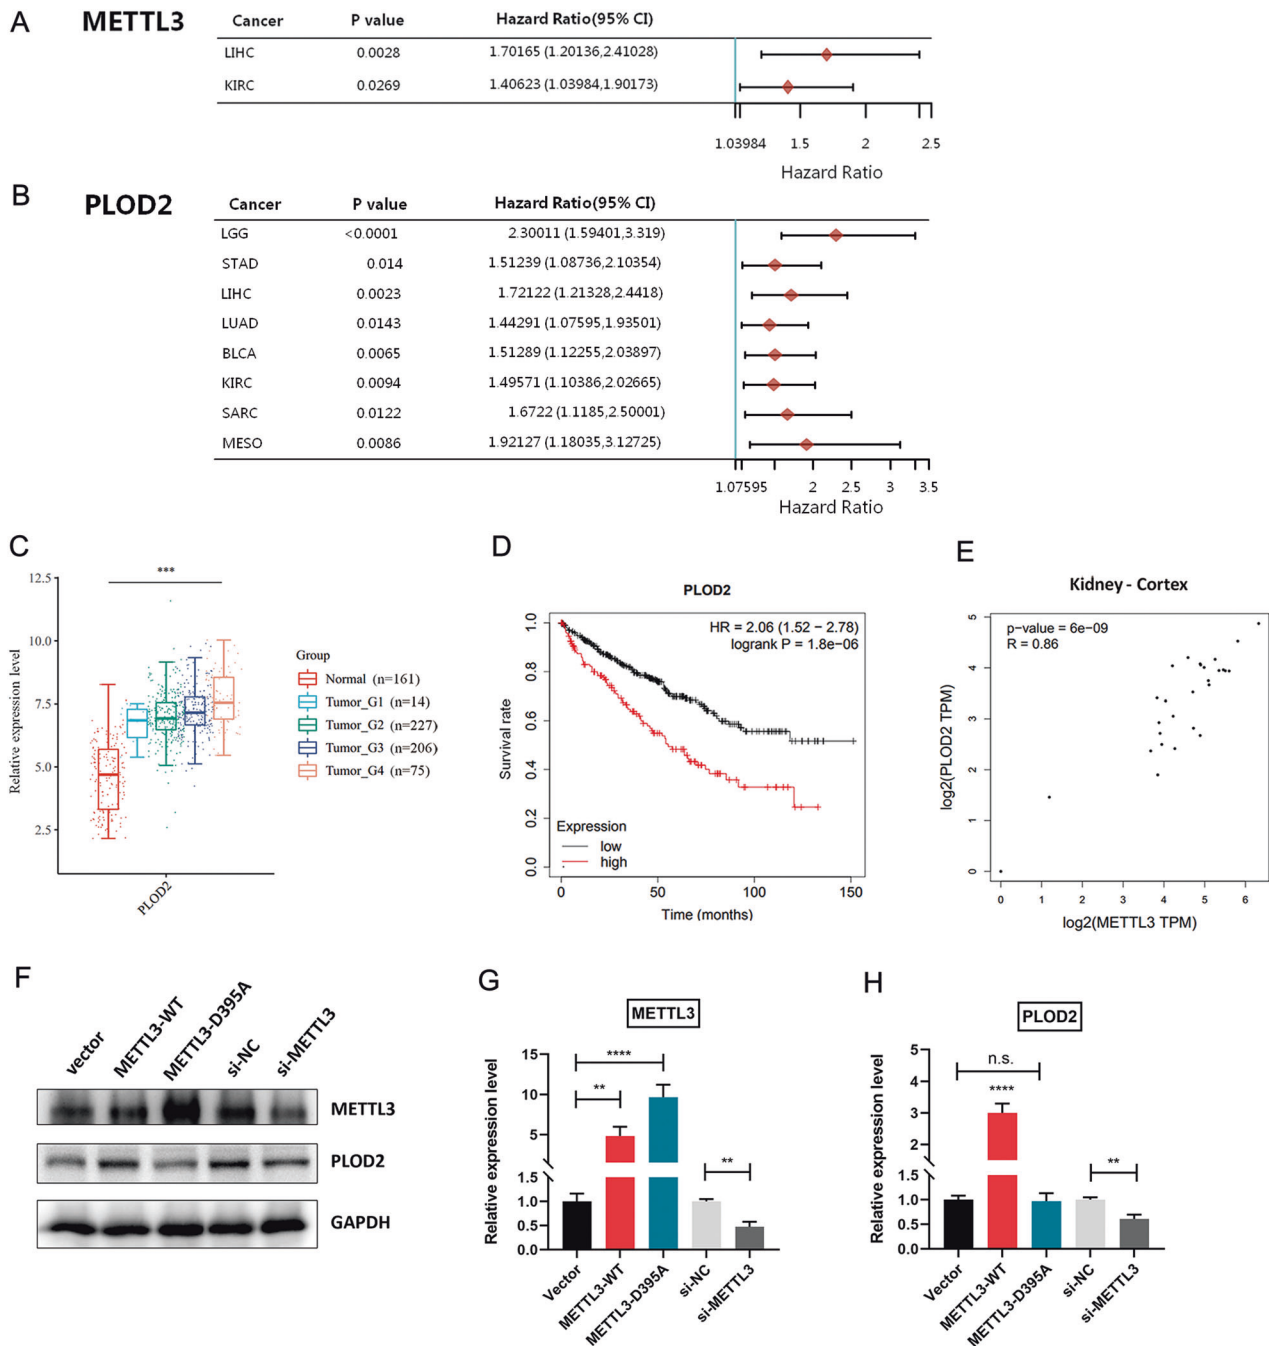 A METTL3
Cancer P value Hazard Ratio(95% CI)
LIHC 0.0028 1.70165 (1.20136,2.41028)
KIRC 0.0269 1.40623 (1.03984,1.90173)
1.03984 1.5 2 2.5
Hazard Ratio
B PLOD2
Cancer P value Hazard Ratio(95% CI)
LGG <0.0001 2.30011 (1.59401,3.319)
STAD 0.014 1.51239 (1.08736,2.10354)
LIHC 0.0023 1.72122 (1.21328,2.4418)
LUAD 0.0143 1.44291 (1.07595,1.93501)
BLCA 0.0065 1.51289 (1.12255,2.03897)
KIRC 0.0094 1.49571 (1.10386,2.02665)
SARC 0.0122 1.6722 (1.1185,2.50001)
MESO 0.0086 1.92127 (1.18035,3.12725)
1.07595 2 2.5 3 3.5
Hazard Ratio
C
***
12.5
10.0
7.5
5.0
2.5
Relative expression level
PLOD2
Group
Normal (n=161)
Tumor_G1 (n=14)
Tumor_G2 (n=227)
Tumor_G3 (n=206)
Tumor_G4 (n=75)
D
PLOD2
HR = 2.06 (1.52 − 2.78)
logrank P = 1.8e−06
1.0
0.8
0.6
0.4
0.2
0.0
Survival rate
Expression
low
high
0 50 100 150
Time (months)
E
Kidney - Cortex
p-value = 6e−09
R = 0.86
5
4
3
2
1
0
log2(PLOD2 TPM)
0 1 2 3 4 5 6
log2(METTL3 TPM)
F
vector METTL3-WT METTL3-D395A si-NC si-METTL3
METTL3
PLOD2
GAPDH
G
METTL3
Relative expression level
15
10
5
1.5
1.0
0.5
0.0
****
**
**
Vector METTL3-WT METTL3-D395A si-NC si-METTL3
H
PLOD2
Relative expression level
5
4
3
2
1.5
1.0
0.5
0.0
n.s.
****
**
Vector METTL3-WT METTL3-D395A si-NC si-METTL3